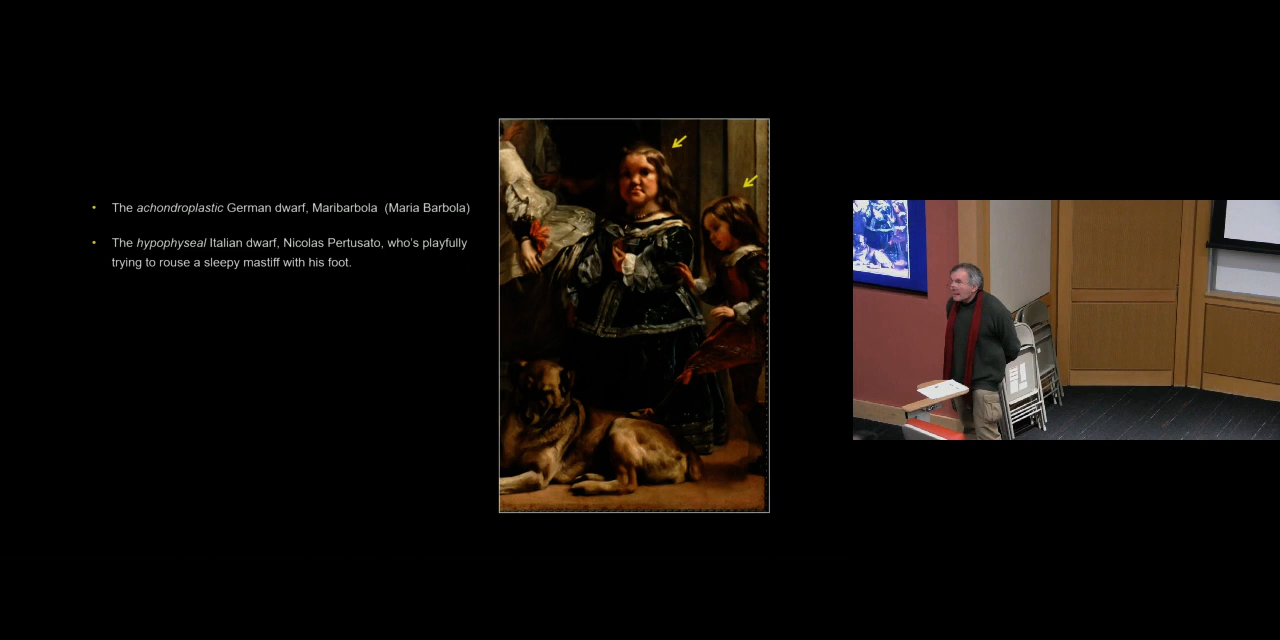 • The achondroplastic German dwarf, Maribarbola (Maria Barbola)
• The hypophyseal Italian dwarf, Nicolas Pertusato, who's playfully
trying to rouse a sleepy mastiff with his foot.